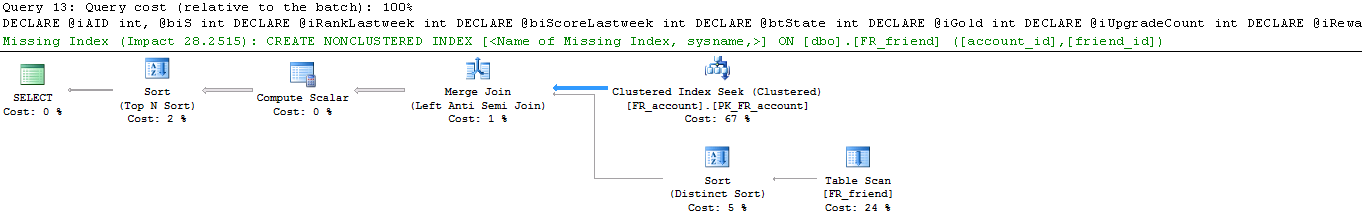 Query 13: Query cost (relative to the batch): 100%
DECLARE @iAID int, @biS int DECLARE @iRankLastweek int DECLARE @biScoreLastweek int DECLARE @btState int DECLARE @iGold int DECLARE @iUpgradeCount int DECLARE @iRewa
Missing Index (Impact 28.2515): CREATE NONCLUSTERED INDEX [<Name of Missing Index, sysname,>] ON [dbo].[FR_friend] ([account_id],[friend_id])
SELECT
Cost: 0 %
Sort
(Top N Sort)
Cost: 2 %
Compute Scalar
Cost: 0 %
Merge Join
(Left Anti Semi Join)
Cost: 1 %
Clustered Index Seek (Clustered)
[FR_account].[PK_FR_account]
Cost: 67 %
Sort
(Distinct Sort)
Cost: 5 %
Table Scan
[FR_friend]
Cost: 24 %